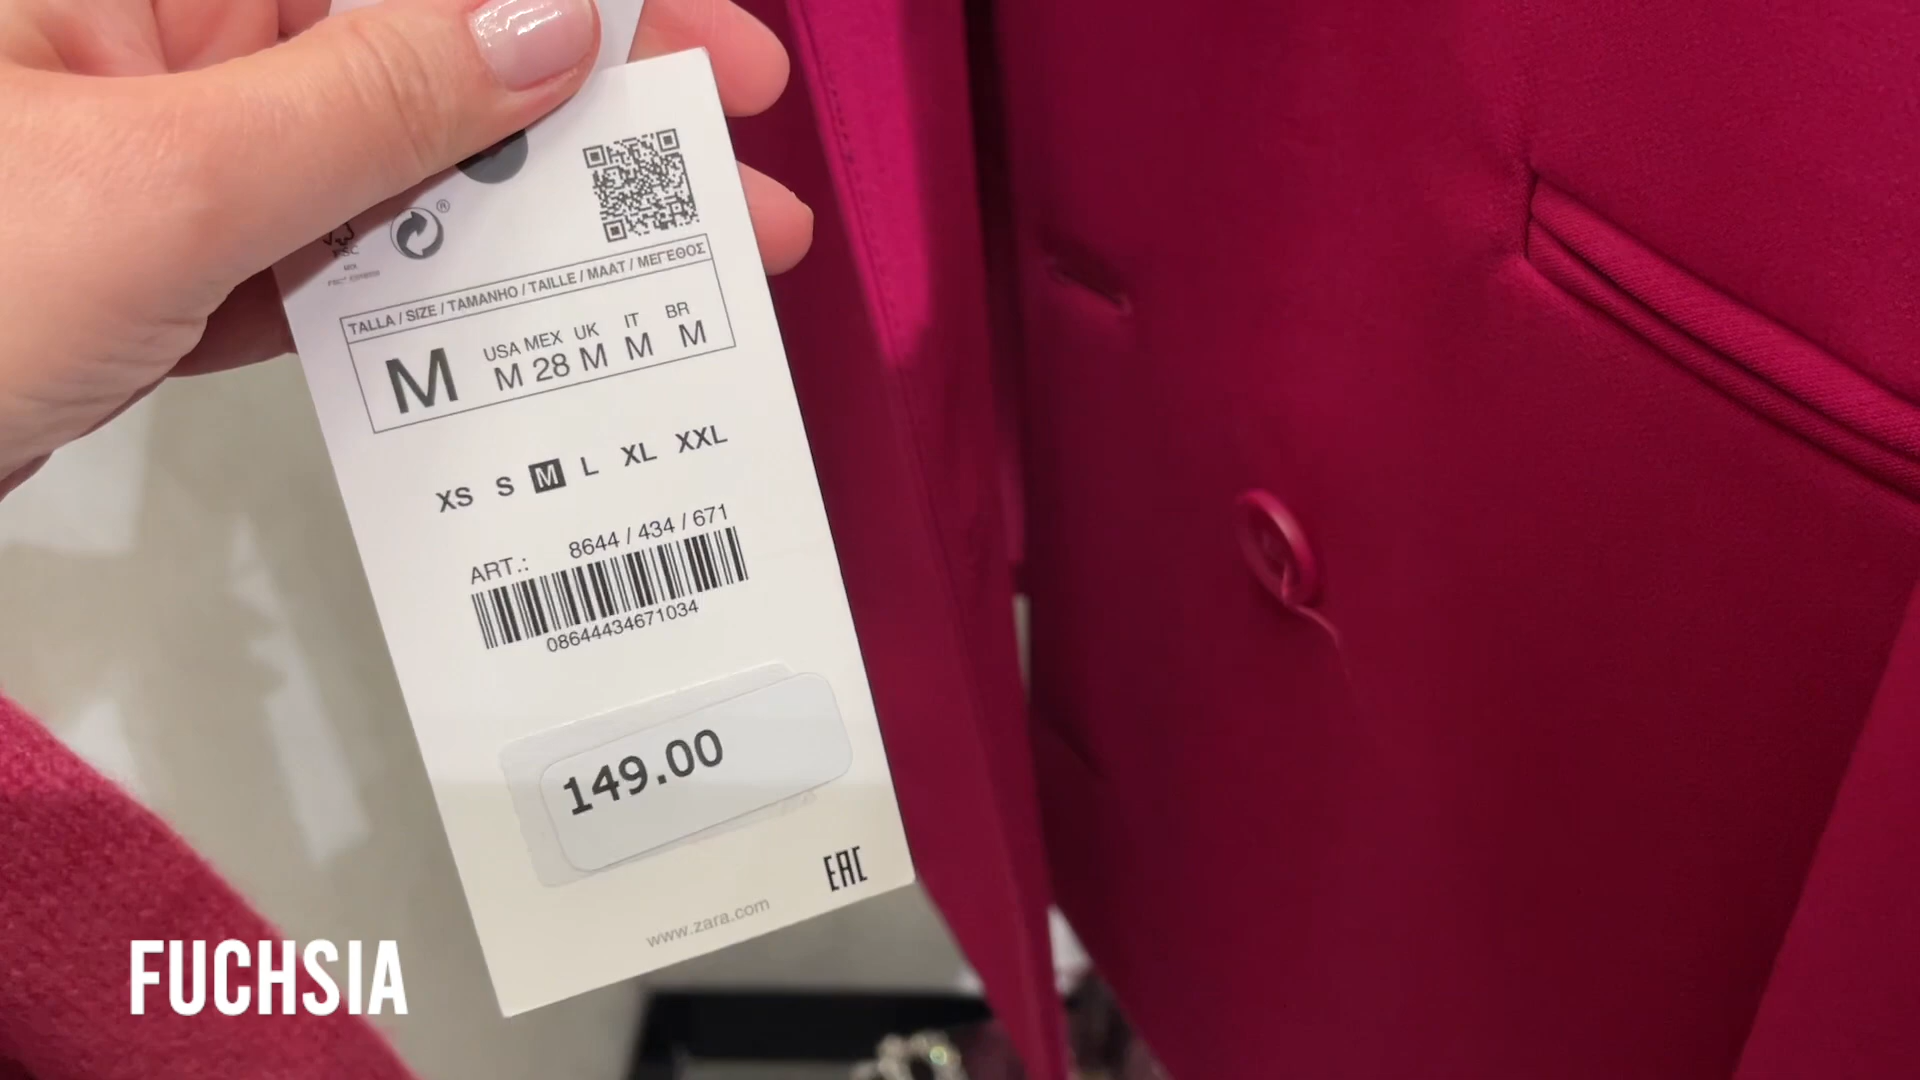 ®
FSC
TALLA / SIZE / TAMANHO / TAILLE / MAAT / ΜΕΓΕΘΟΣ
M
USA MEX UK IT BR
M 28 M M M
XS S M L XL XXL
ART.: 8644 / 434 / 671
08644434671034
149.00
EAC
www.zara.com
FUCHSIA